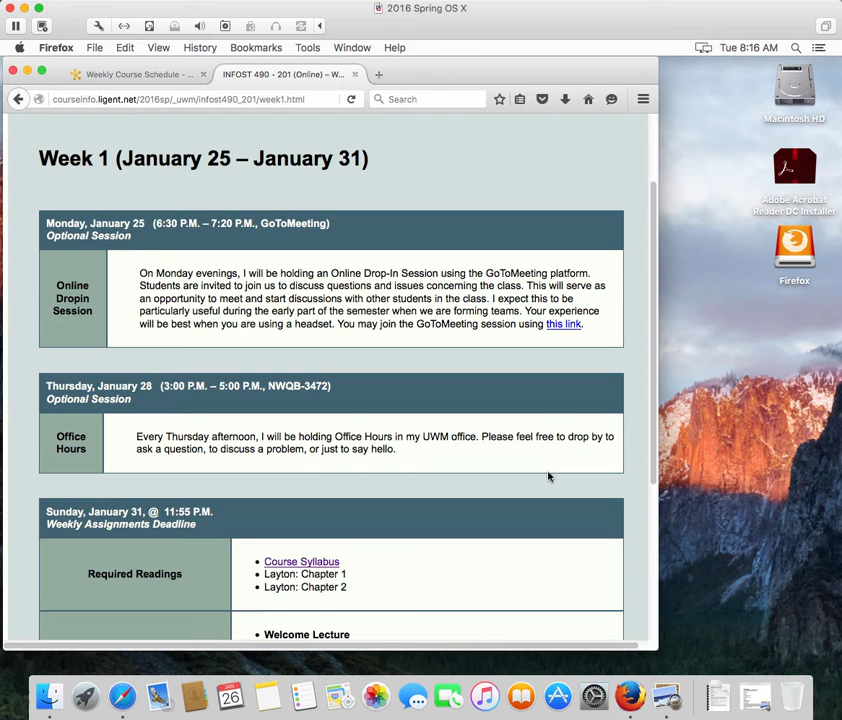 2016 Spring OS X
Firefox File Edit View History Bookmarks Tools Window Help Tue 8:16 AM
Weekly Course Schedule - ... INFOST 490 - 201 (Online) – W...
courseinfo.ligent.net/2016sp/_uwm/infost490_201/week1.html Search
Week 1 (January 25 – January 31)
Monday, January 25 (6:30 P.M. – 7:20 P.M., GoToMeeting)
Optional Session
Online
Dropin
Session
On Monday evenings, I will be holding an Online Drop-In Session using the GoToMeeting platform.
Students are invited to join us to discuss questions and issues concerning the class. This will serve as
an opportunity to meet and start discussions with other students in the class. I expect this to be
particularly useful during the early part of the semester when we are forming teams. Your experience
will be best when you are using a headset. You may join the GoToMeeting session using this link.
Thursday, January 28 (3:00 P.M. – 5:00 P.M., NWQB-3472)
Optional Session
Office
Hours
Every Thursday afternoon, I will be holding Office Hours in my UWM office. Please feel free to drop by to
ask a question, to discuss a problem, or just to say hello.
Sunday, January 31, @ 11:55 P.M.
Weekly Assignments Deadline
Required Readings
• Course Syllabus
• Layton: Chapter 1
• Layton: Chapter 2
• Welcome Lecture
Macintosh HD
Adobe Acrobat
Reader DC Installer
Firefox
JAN
26